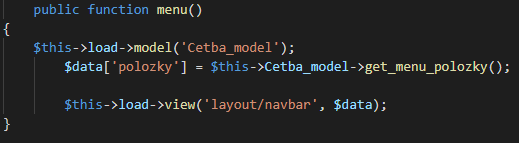 public function menu()
{
$this->load->model('Cetba_model');
$data['polozky'] = $this->Cetba_model->get_menu_polozky();
$this->load->view('layout/navbar', $data);
}